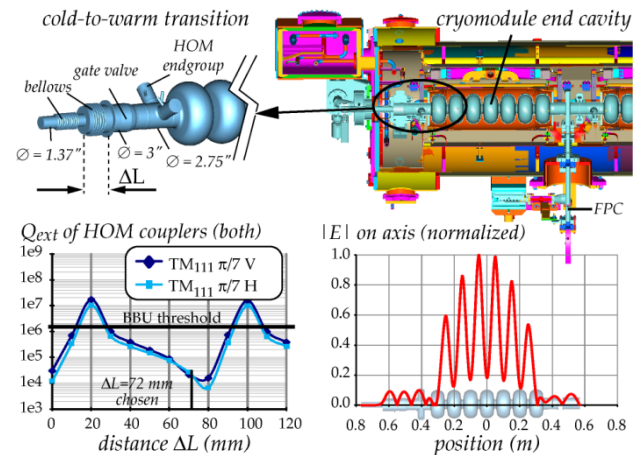 cold-to-warm transition
cryomodule end cavity
HOM
endgroup
gate valve
bellows
Ø = 1.37"
Ø = 3"
Ø = 2.75"
ΔL
FPC
Qext of HOM couplers (both)
1e9
1e8
1e7
1e6
1e5
1e4
1e3
TM111 π/7 V
TM111 π/7 H
BBU threshold
ΔL=72 mm
chosen
0 20 40 60 80 100 120
distance ΔL (mm)
|E| on axis (normalized)
1.0
0.8
0.6
0.4
0.2
0.0
0.8 0.6 0.4 0.2 0.0 0.2 0.4 0.6 0.8
position (m)